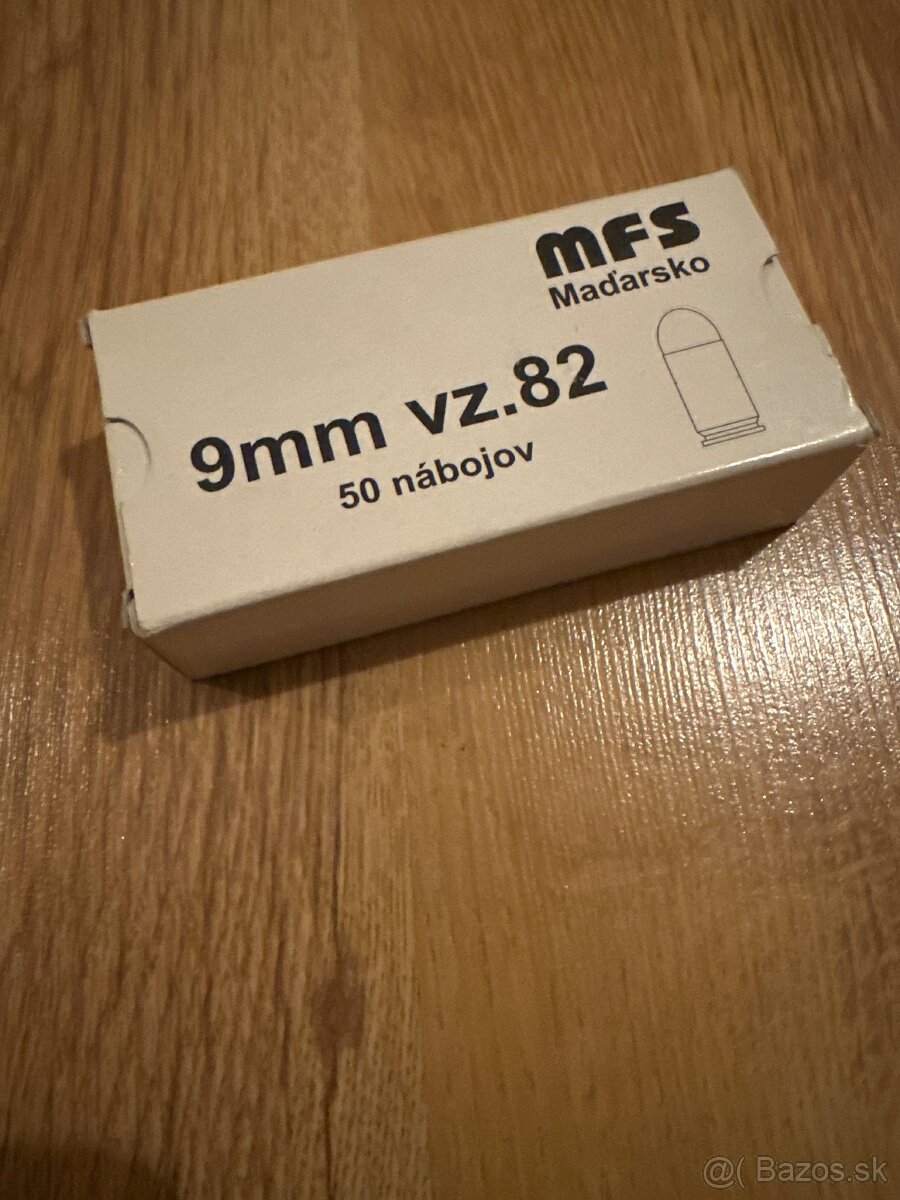 MFS
Maďarsko
9mm vz.82
50 nábojov
@( Bazos.sk